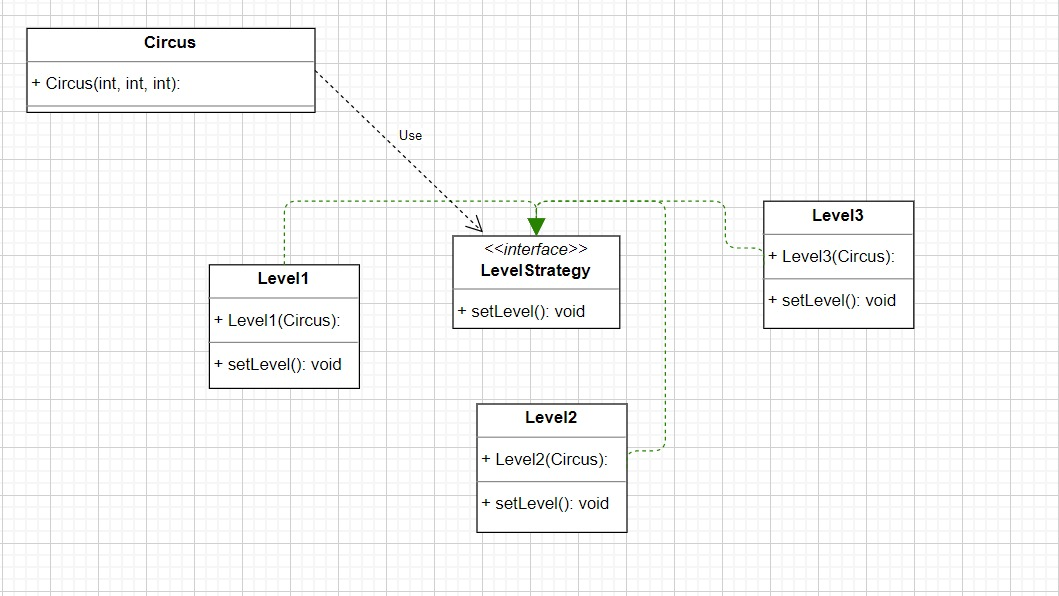 Circus
+ Circus(int, int, int):
Use
<<interface>>
LevelStrategy
+ setLevel(): void
Level3
+ Level3(Circus):
+ setLevel(): void
Level1
+ Level1(Circus):
+ setLevel(): void
Level2
+ Level2(Circus):
+ setLevel(): void